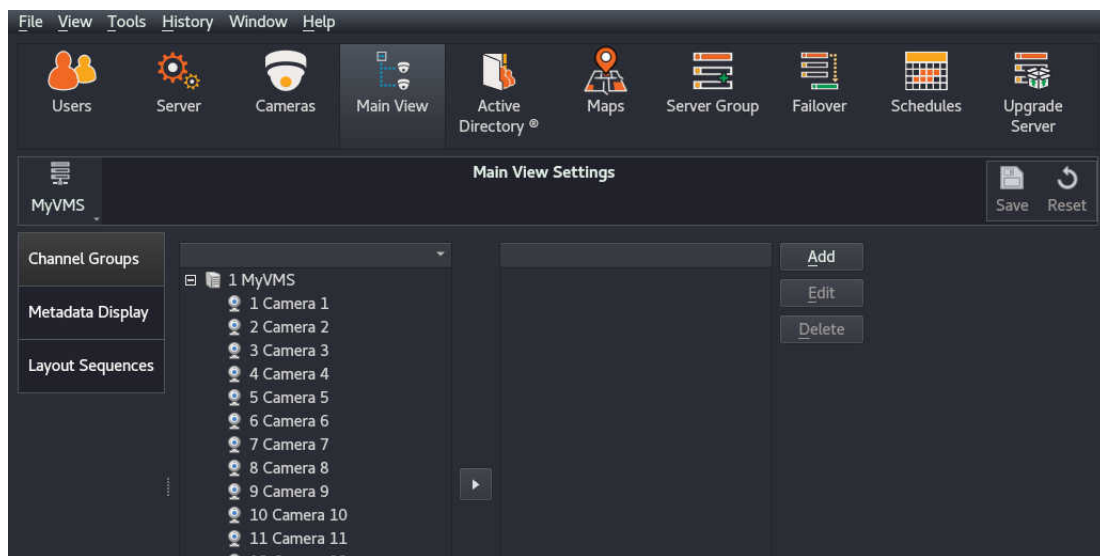 File View Tools History Window Help
Users Server Cameras Main View Active Directory ® Maps Server Group Failover Schedules Upgrade Server
Main View Settings
MyVMS Save Reset
Channel Groups Add
1 MyVMS
Edit
1 Camera 1
Metadata Display
2 Camera 2
Delete
3 Camera 3
Layout Sequences
4 Camera 4
5 Camera 5
6 Camera 6
7 Camera 7
8 Camera 8
9 Camera 9
10 Camera 10
11 Camera 11